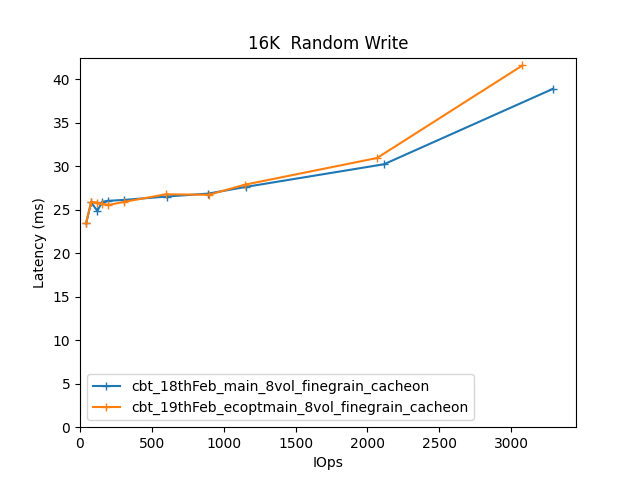 16K  Random Write
Latency (ms)
40
35
30
25
20
15
10
5
0
cbt_18thFeb_main_8vol_finegrain_cacheon
cbt_19thFeb_ecoptmain_8vol_finegrain_cacheon
0 500 1000 1500 2000 2500 3000
IOps